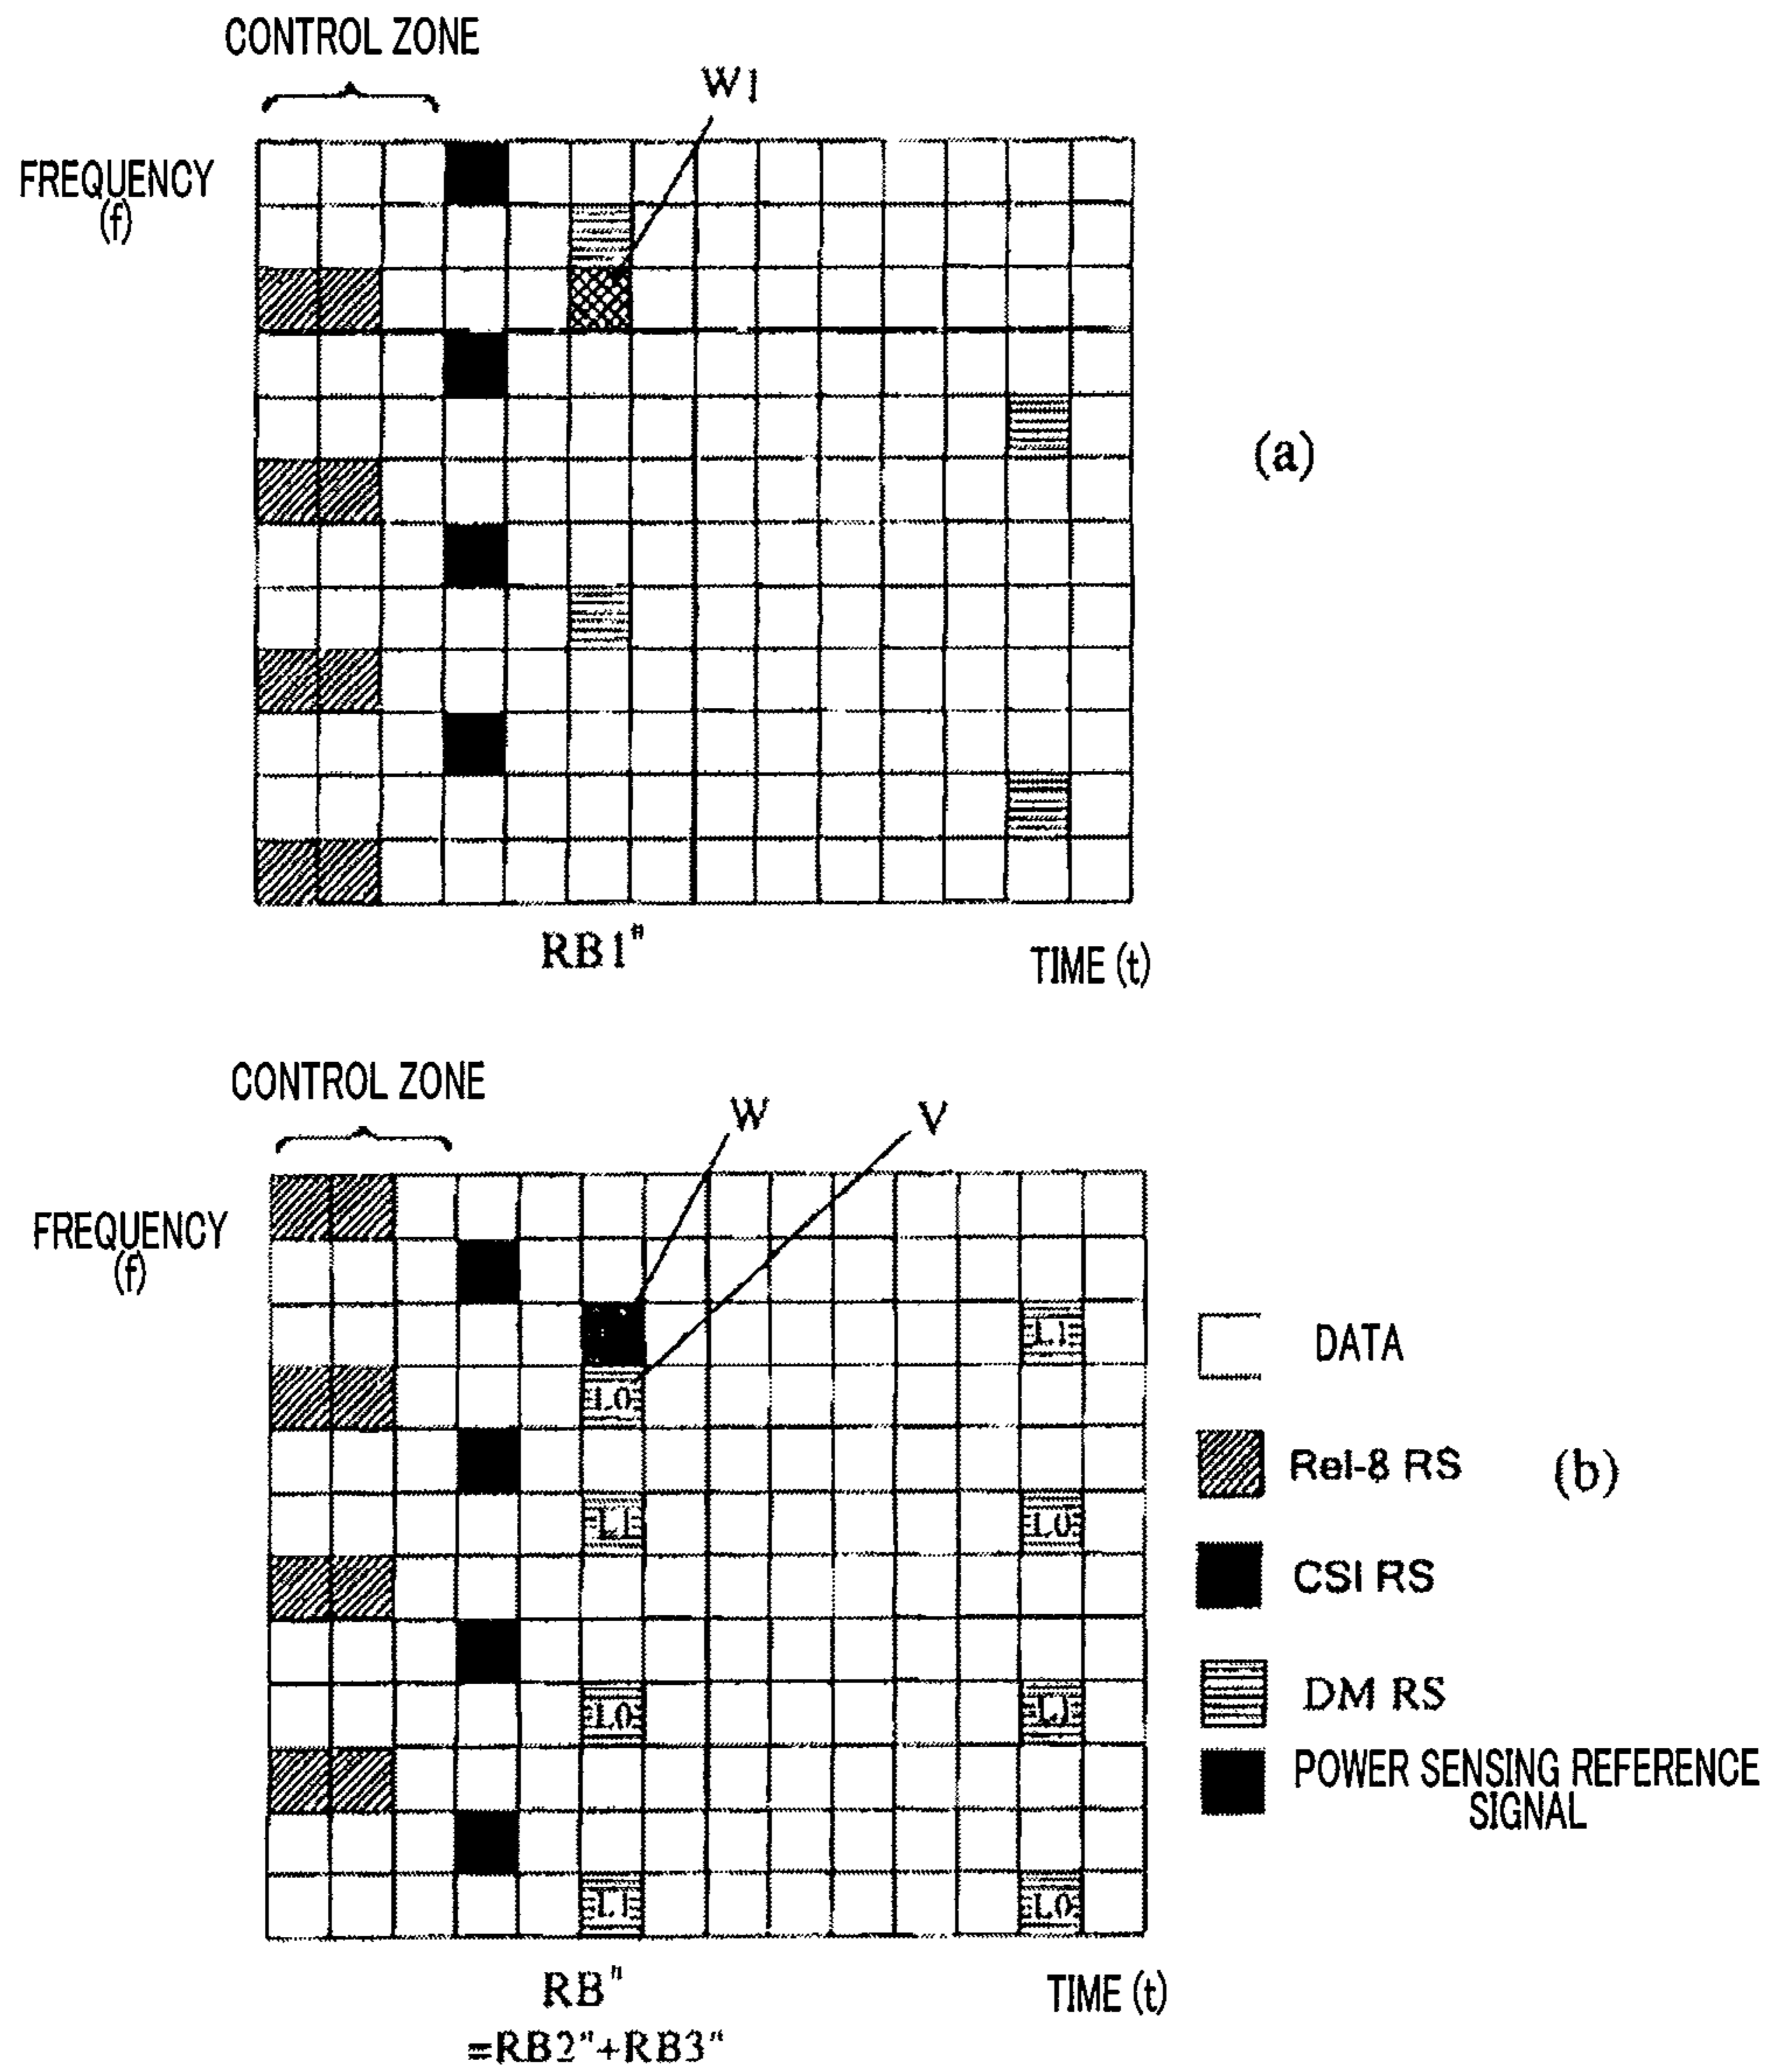 CONTROL ZONE
W1
FREQUENCY
(f)
(a)
RB1"
TIME (t)
CONTROL ZONE
W
V
FREQUENCY
(f)
L1
L0
L1
L0
L0
L1
L1
L0
DATA
Rel-8 RS
(b)
CSI RS
DM RS
POWER SENSING REFERENCE
SIGNAL
RB"
TIME (t)
=RB2"+RB3"